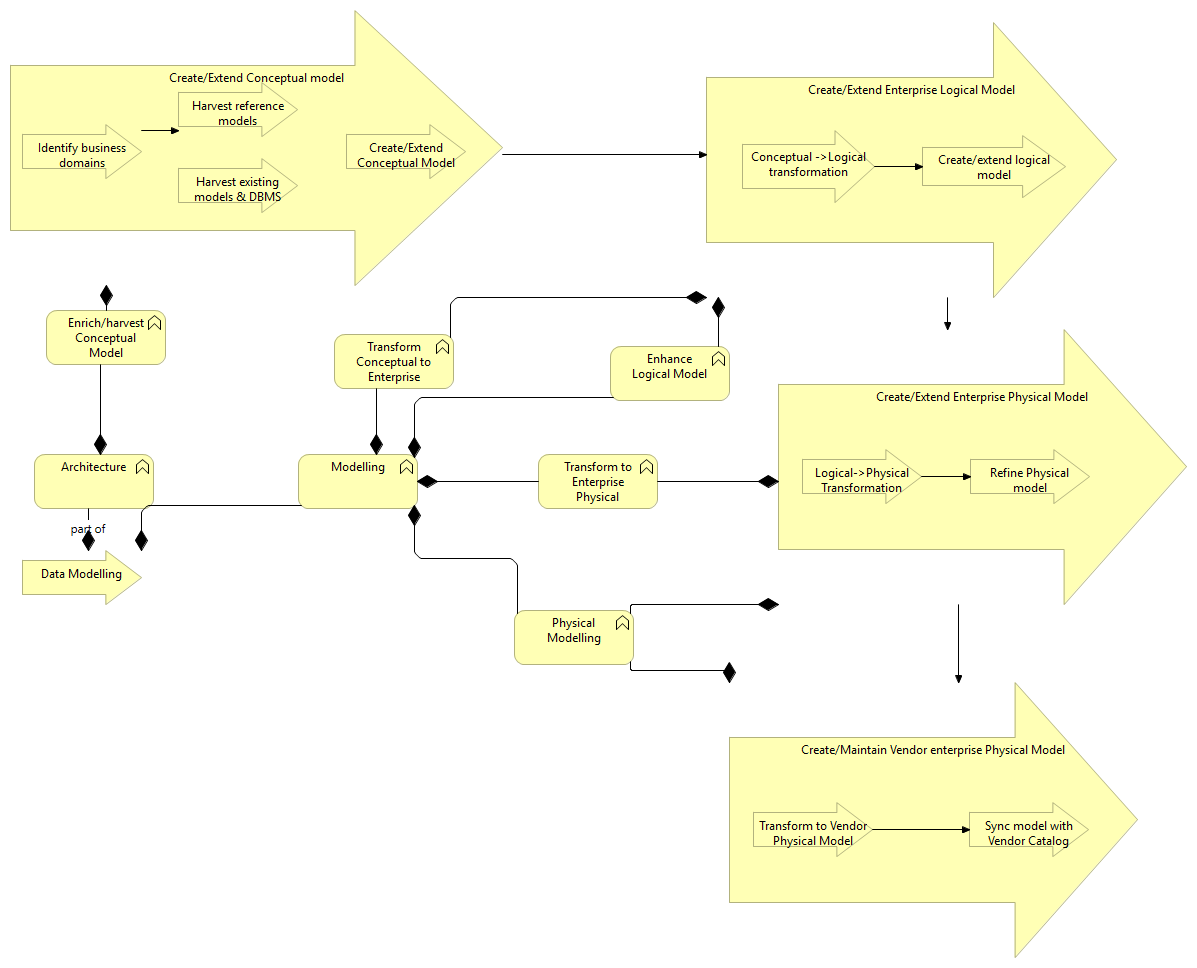 Create/Extend Conceptual model
Harvest reference
models
Identify business
domains
Create/Extend
Conceptual Model
Harvest existing
models & DBMS
Create/Extend Enterprise Logical Model
Conceptual ->Logical
transformation
Create/extend logical
model
Enrich/harvest
Conceptual
Model
Transform
Conceptual to
Enterprise
Enhance
Logical Model
Create/Extend Enterprise Physical Model
Architecture
Modelling
Transform to
Enterprise
Physical
Logical->Physical
Transformation
Refine Physical
model
part of
Data Modelling
Physical
Modelling
Create/Maintain Vendor enterprise Physical Model
Transform to Vendor
Physical Model
Sync model with
Vendor Catalog